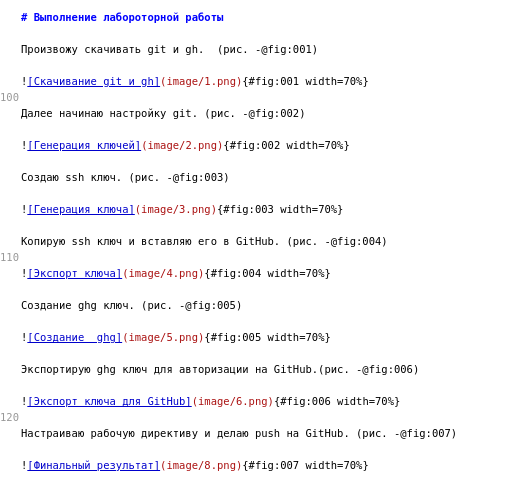 # Выполнение лабороторной работы
Произвожу скачивать git и gh.  (рис. -@fig:001)
![Скачивание git и gh](image/1.png){#fig:001 width=70%}
100
Далее начинаю настройку git. (рис. -@fig:002)
![Генерация ключей](image/2.png){#fig:002 width=70%}
Создаю ssh ключ. (рис. -@fig:003)
![Генерация ключа](image/3.png){#fig:003 width=70%}
Копирую ssh ключ и вставляю его в GitHub. (рис. -@fig:004)
110
![Экспорт ключа](image/4.png){#fig:004 width=70%}
Создание ghg ключ. (рис. -@fig:005)
![Создание  ghg](image/5.png){#fig:005 width=70%}
Экспортирую ghg ключ для авторизации на GitHub.(рис. -@fig:006)
![Экспорт ключа для GitHub](image/6.png){#fig:006 width=70%}
120
Настраиваю рабочую директиву и делаю push на GitHub. (рис. -@fig:007)
![Финальный результат](image/8.png){#fig:007 width=70%}